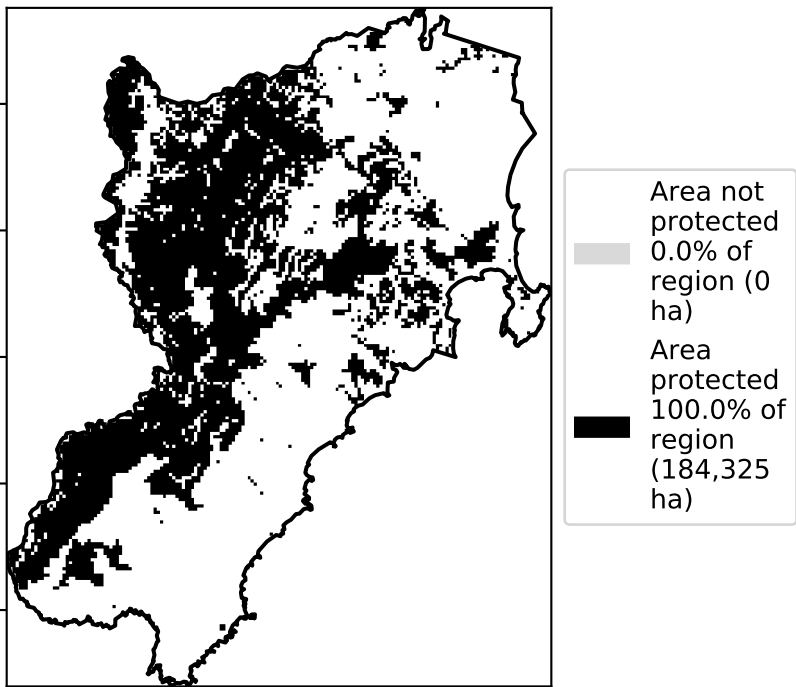 Area not
protected
0.0% of
region (0
ha)
Area
protected
100.0% of
region
(184,325
ha)